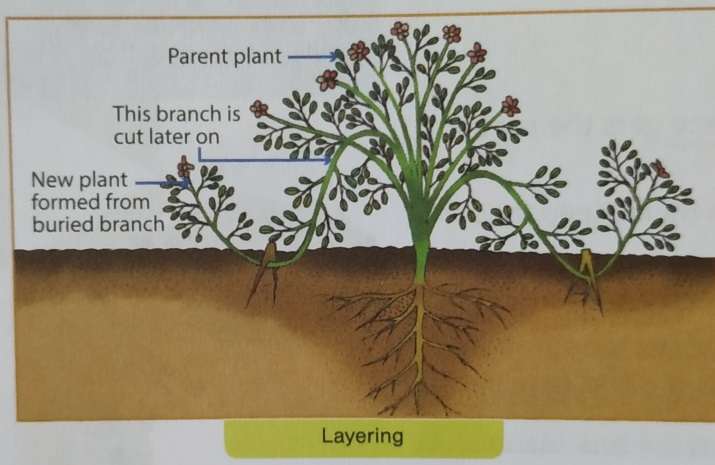 Parent plant
This branch is
cut later on
New plant
formed from
buried branch
Layering